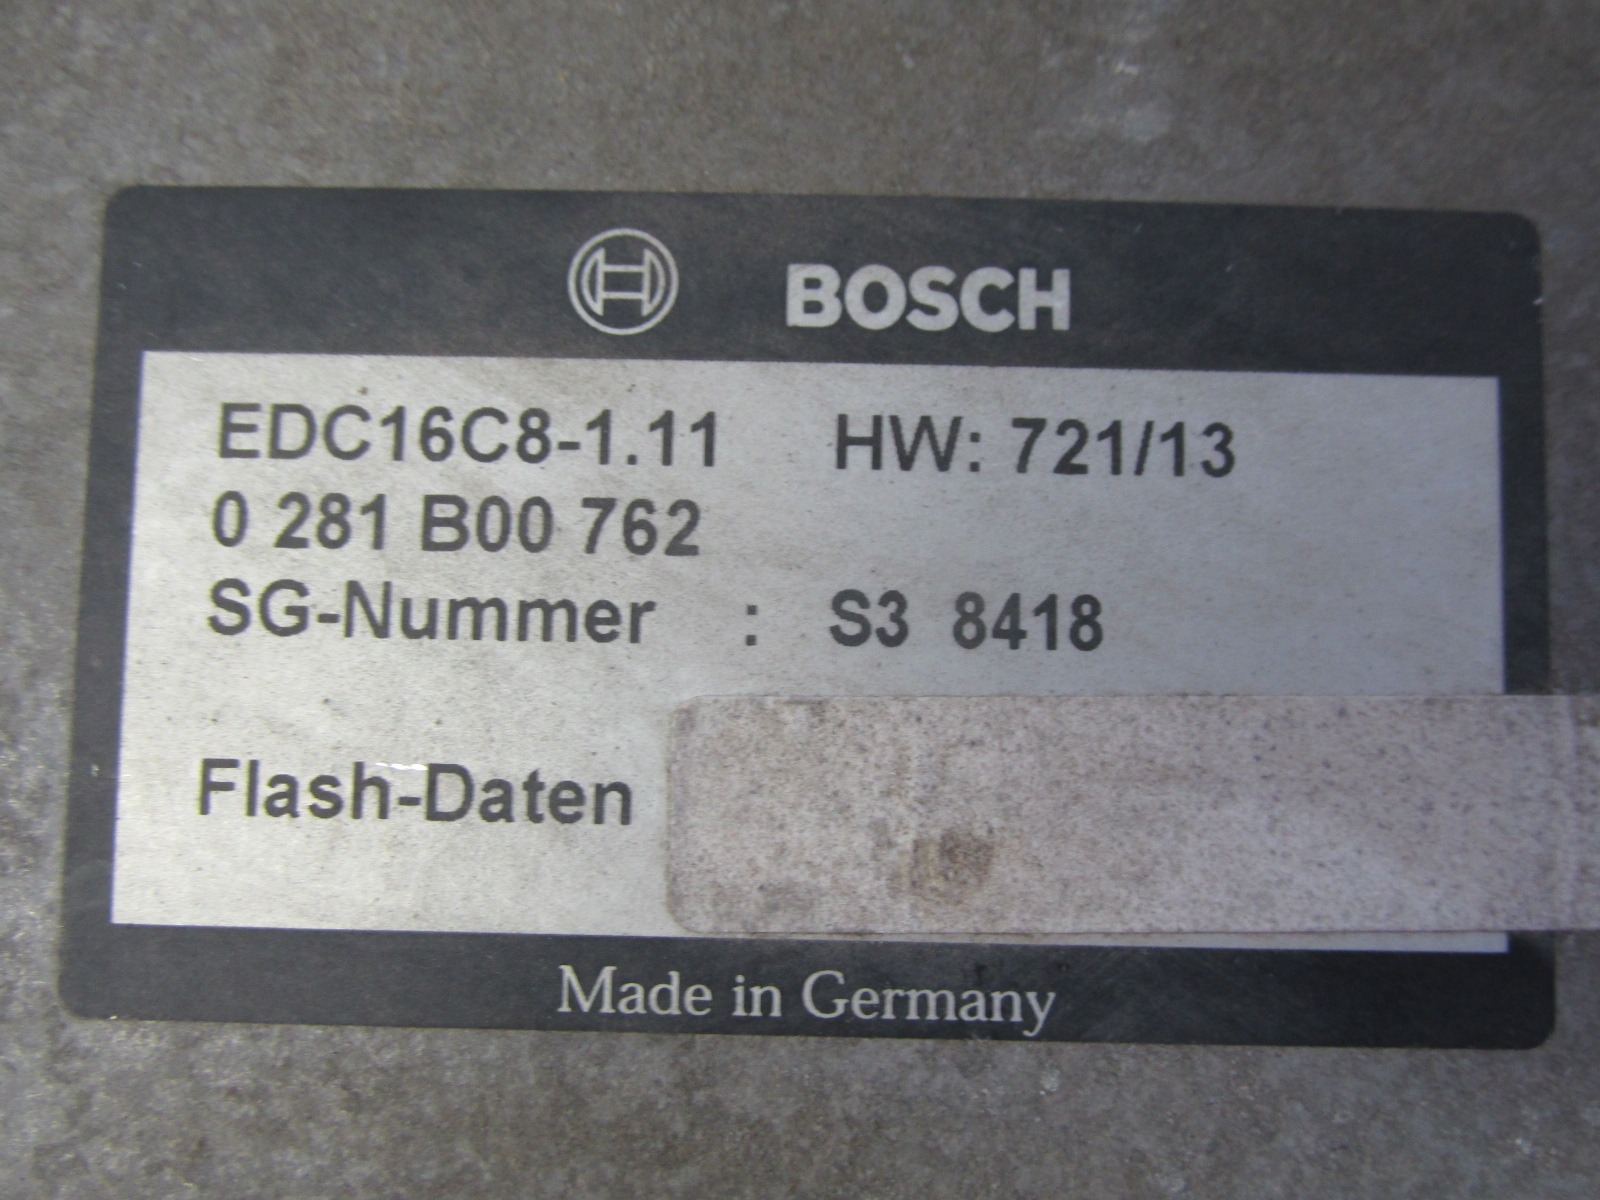 BOSCH
EDC16C8-1.11 HW: 721/13
0 281 B00 762
SG-Nummer : S3 8418
Flash-Daten
Made in Germany